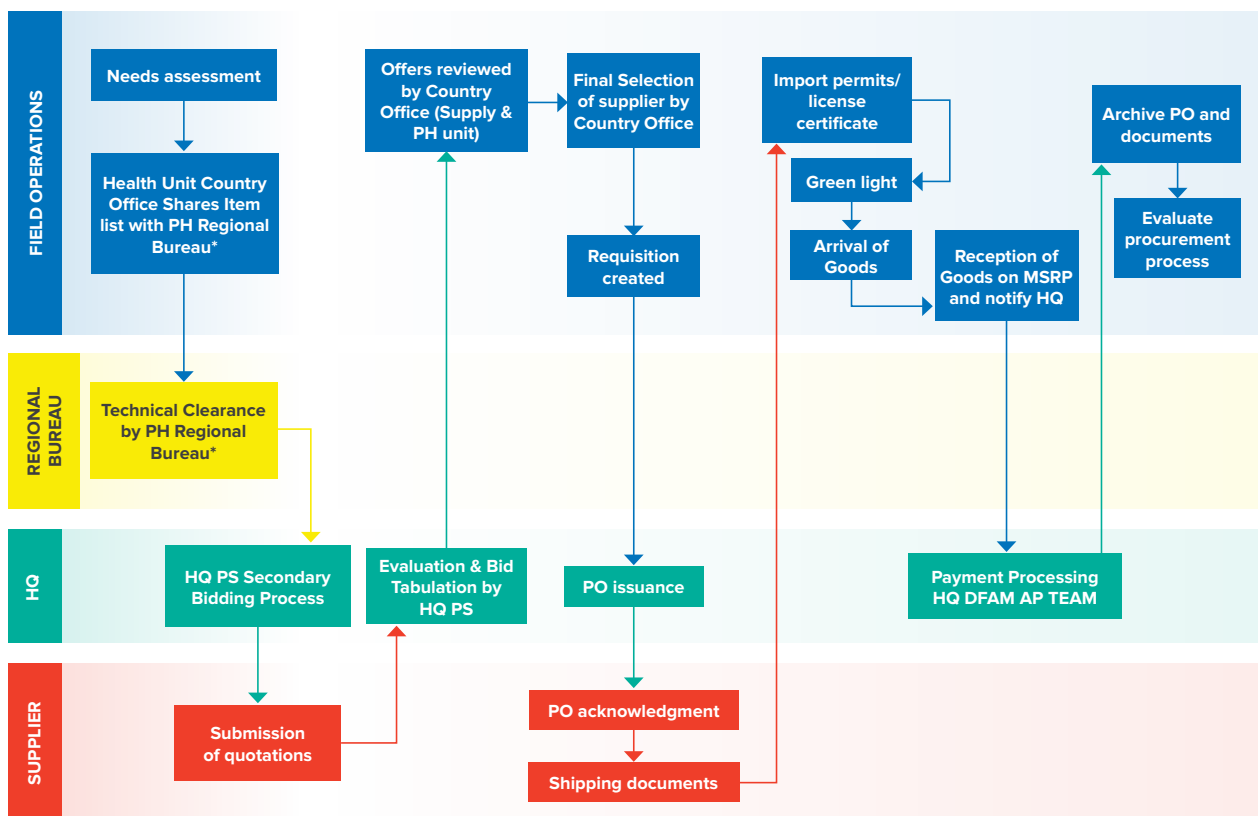 FIELD OPERATIONS
Needs assessment
Health Unit Country
Office Shares Item
list with PH Regional
Bureau*
Offers reviewed
by Country
Office (Supply &
PH unit)
Final Selection
of supplier by
Country Office
Requisition
created
Import permits/
license
certificate
Green light
Arrival of
Goods
Reception of
Goods on MSRP
and notify HQ
Archive PO and
documents
Evaluate
procurement
process
REGIONAL
BUREAU
Technical Clearance
by PH Regional
Bureau*
HQ
HQ PS Secondary
Bidding Process
Evaluation & Bid
Tabulation by
HQ PS
PO issuance
Payment Processing
HQ DFAM AP TEAM
SUPPLIER
Submission
of quotations
PO acknowledgment
Shipping documents